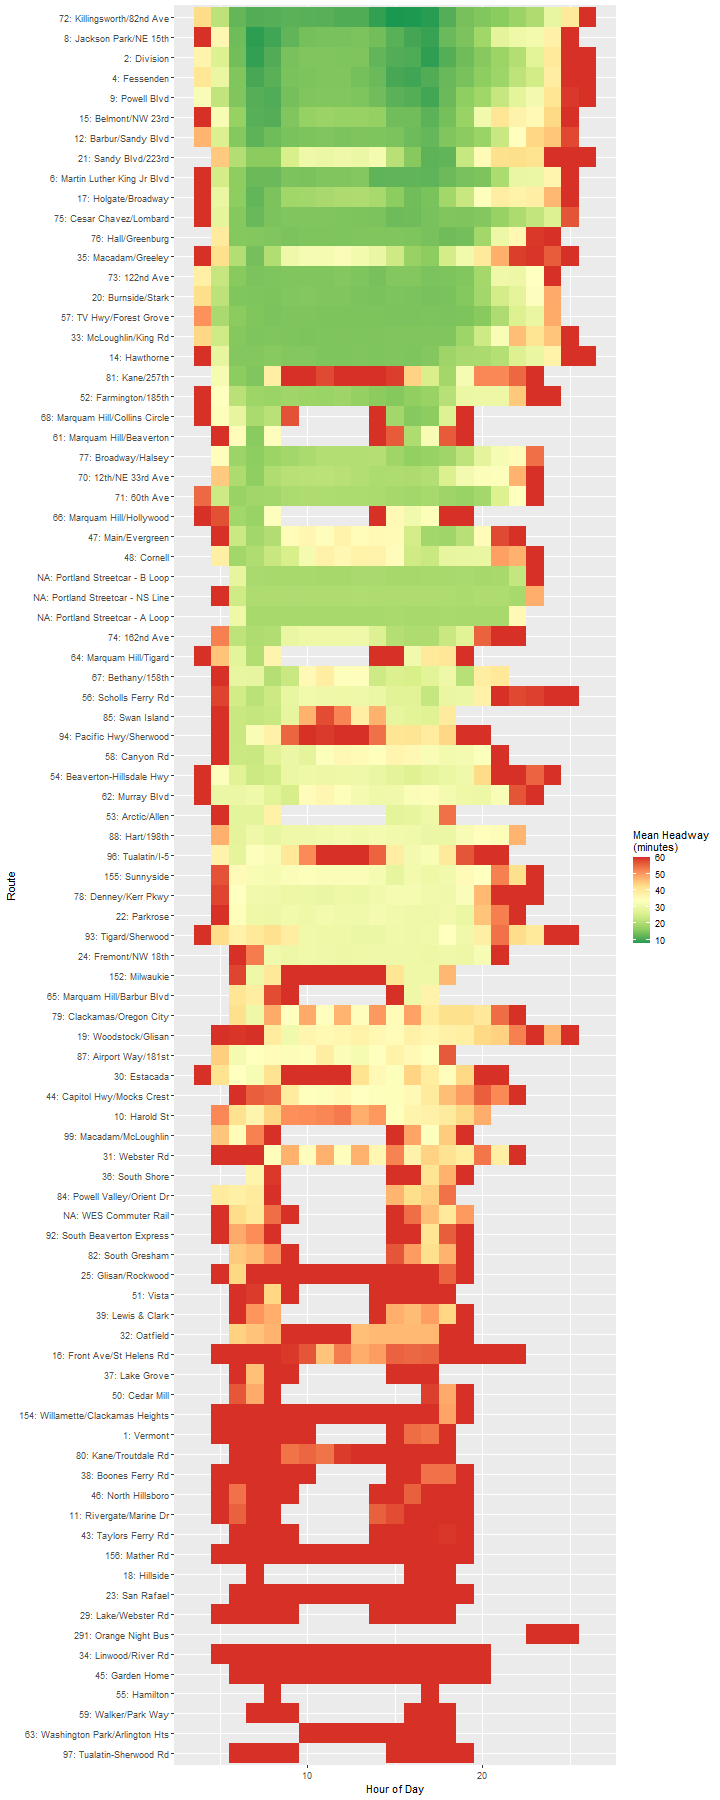 72: Killingsworth/82nd Ave
8: Jackson Park/NE 15th
2: Division
4: Fessenden
9: Powell Blvd
15: Belmont/NW 23rd
12: Barbur/Sandy Blvd
21: Sandy Blvd/223rd
6: Martin Luther King Jr Blvd
17: Holgate/Broadway
75: Cesar Chavez/Lombard
76: Hall/Greenburg
35: Macadam/Greeley
73: 122nd Ave
20: Burnside/Stark
57: TV Hwy/Forest Grove
33: McLoughlin/King Rd
14: Hawthorne
81: Kane/257th
52: Farmington/185th
68: Marquam Hill/Collins Circle
61: Marquam Hill/Beaverton
77: Broadway/Halsey
70: 12th/NE 33rd Ave
71: 60th Ave
66: Marquam Hill/Hollywood
47: Main/Evergreen
48: Cornell
NA: Portland Streetcar - B Loop
NA: Portland Streetcar - NS Line
NA: Portland Streetcar - A Loop
74: 162nd Ave
64: Marquam Hill/Tigard
67: Bethany/158th
56: Scholls Ferry Rd
85: Swan Island
94: Pacific Hwy/Sherwood
58: Canyon Rd
54: Beaverton-Hillsdale Hwy
62: Murray Blvd
53: Arctic/Allen
88: Hart/198th
96: Tualatin/I-5
155: Sunnyside
78: Denney/Kerr Pkwy
22: Parkrose
93: Tigard/Sherwood
24: Fremont/NW 18th
152: Milwaukie
65: Marquam Hill/Barbur Blvd
79: Clackamas/Oregon City
19: Woodstock/Glisan
87: Airport Way/181st
30: Estacada
44: Capitol Hwy/Mocks Crest
10: Harold St
99: Macadam/McLoughlin
31: Webster Rd
36: South Shore
84: Powell Valley/Orient Dr
NA: WES Commuter Rail
92: South Beaverton Express
82: South Gresham
25: Glisan/Rockwood
51: Vista
39: Lewis & Clark
32: Oatfield
16: Front Ave/St Helens Rd
37: Lake Grove
50: Cedar Mill
154: Willamette/Clackamas Heights
1: Vermont
80: Kane/Troutdale Rd
38: Boones Ferry Rd
46: North Hillsboro
11: Rivergate/Marine Dr
43: Taylors Ferry Rd
156: Mather Rd
18: Hillside
23: San Rafael
29: Lake/Webster Rd
291: Orange Night Bus
34: Linwood/River Rd
45: Garden Home
55: Hamilton
59: Walker/Park Way
63: Washington Park/Arlington Hts
97: Tualatin-Sherwood Rd
Route
10
20
Hour of Day
Mean Headway
(minutes)
60
50
40
30
20
10